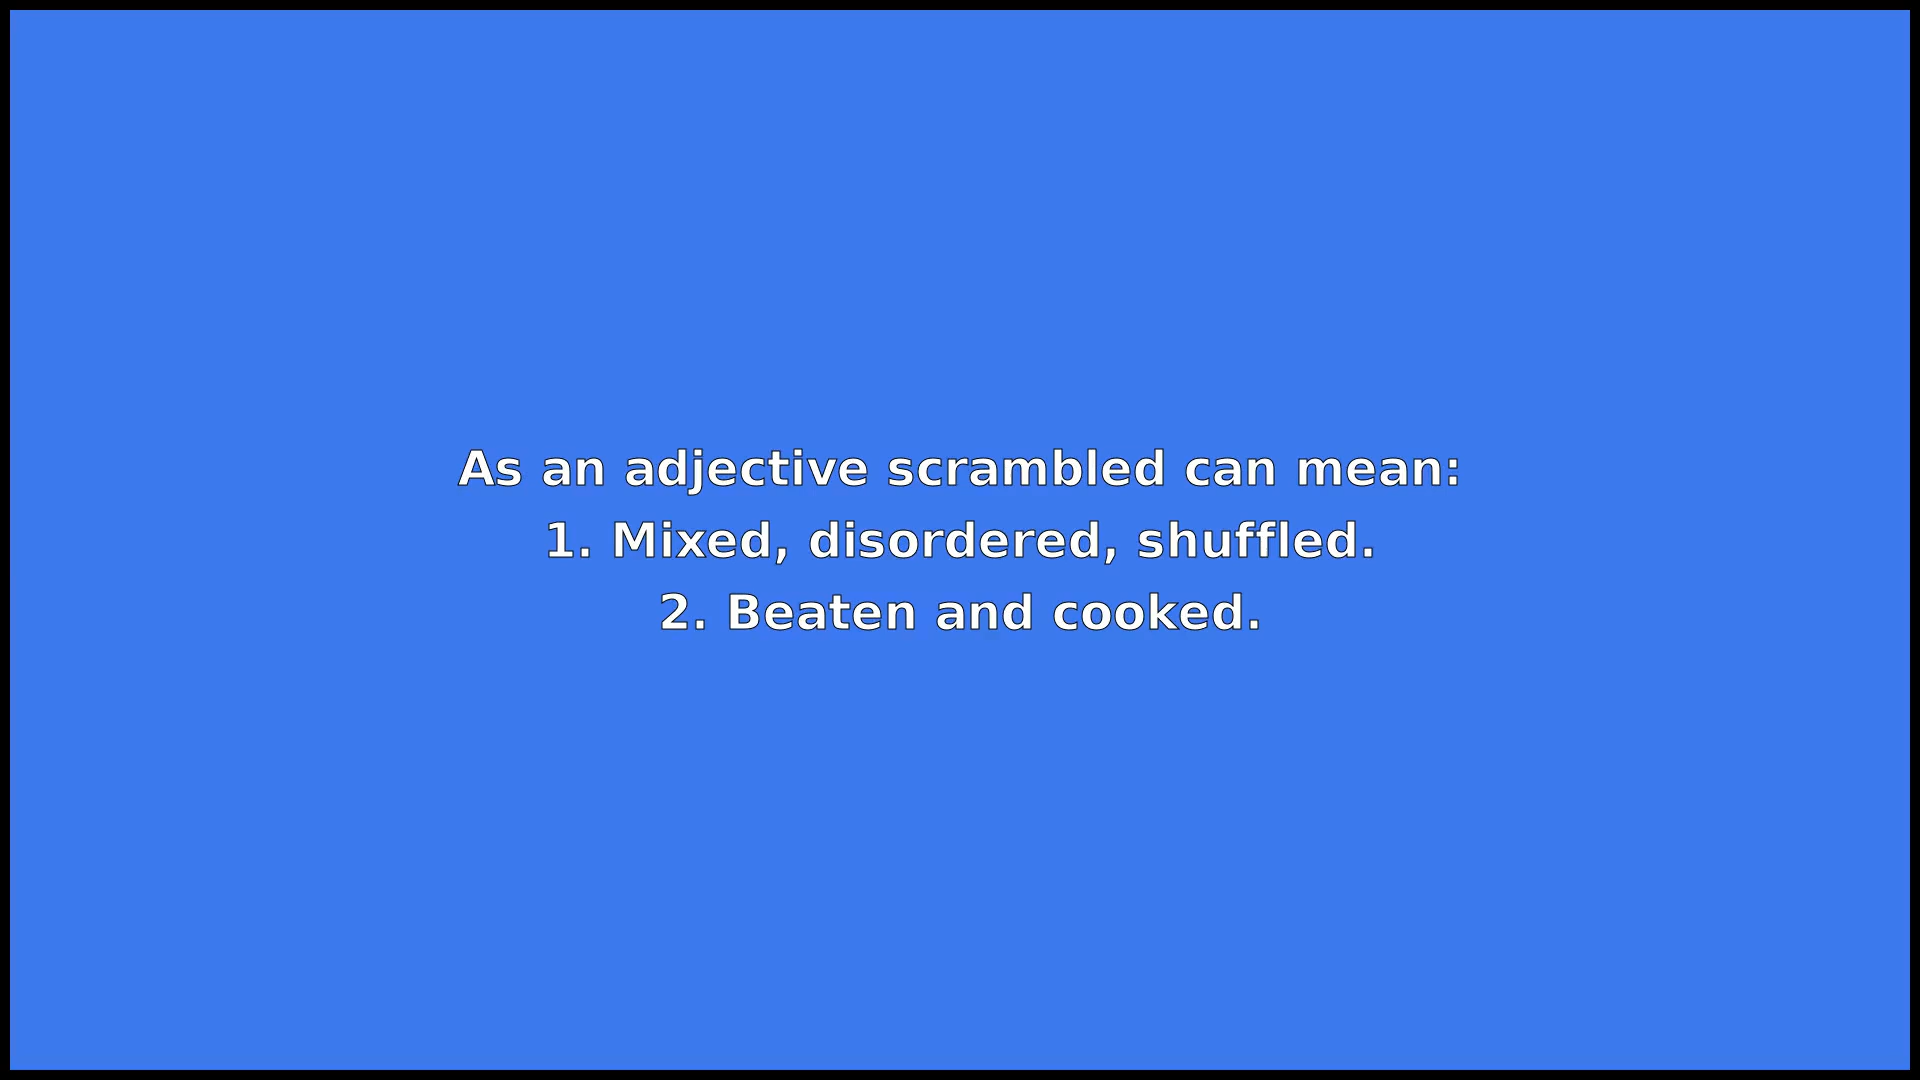 As an adjective scrambled can mean:
1. Mixed, disordered, shuffled.
2. Beaten and cooked.